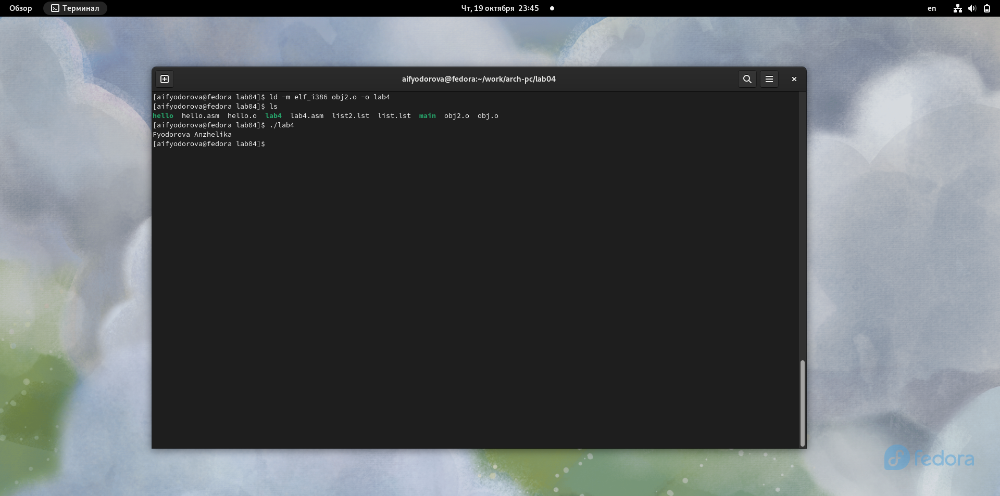 Обзор Терминал Чт, 19 октября 23:45 en
aifyodorova@fedora:~/work/arch-pc/lab04
[aifyodorova@fedora lab04]$ ld -m elf_i386 obj2.o -o lab4
[aifyodorova@fedora lab04]$ ls
hello hello.asm hello.o lab4 lab4.asm list2.lst list.lst main obj2.o obj.o
[aifyodorova@fedora lab04]$ ./lab4
Fyodorova Anzhelika
[aifyodorova@fedora lab04]$
fedora